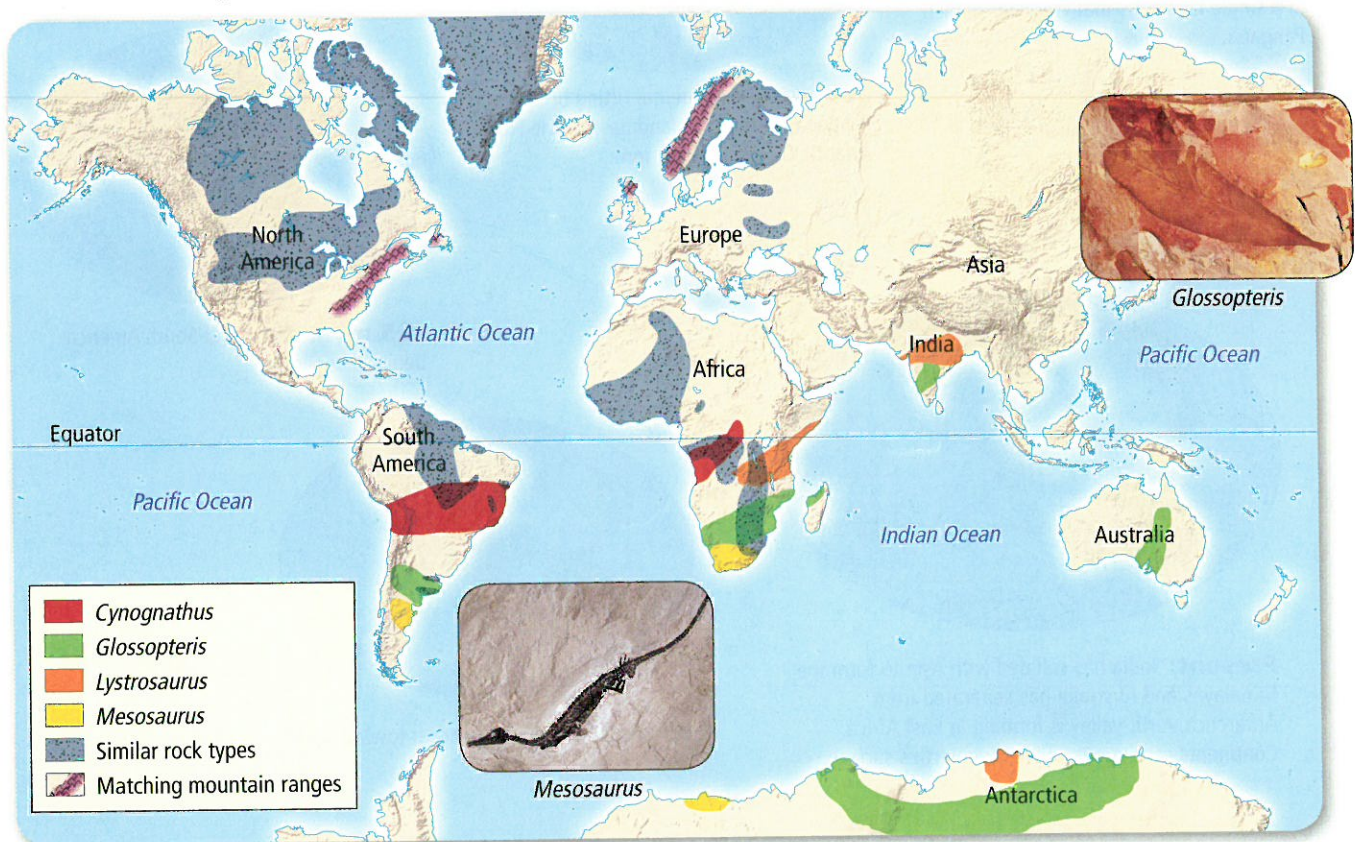 North
America
Europe
Asia
Glossopteris
Atlantic Ocean
India
Pacific Ocean
Africa
Equator
South
America
Pacific Ocean
Indian Ocean
Australia
Cynognathus
Glossopteris
Lystrosaurus
Mesosaurus
Similar rock types
Matching mountain ranges
Mesosaurus
Antarctica